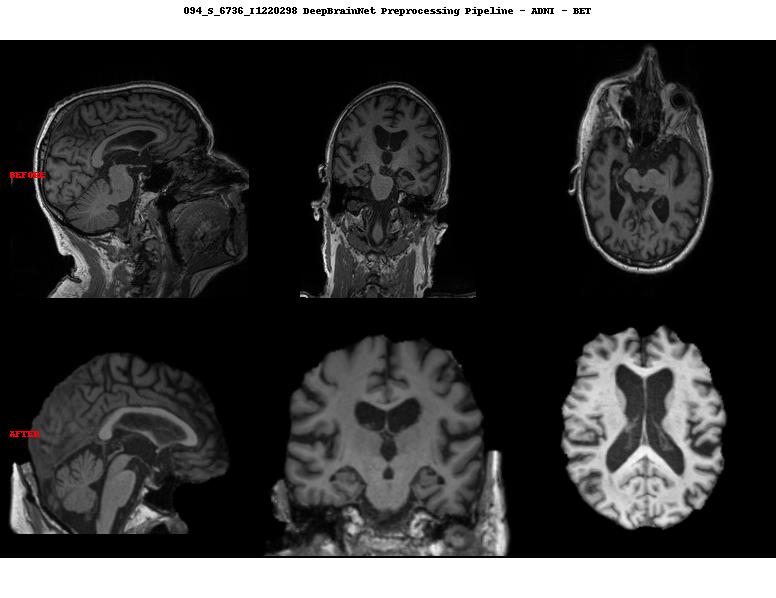 094_S_6736_I1220298 DeepBrainNet Preprocessing Pipeline - ADNI - BET
BEFORE
AFTER